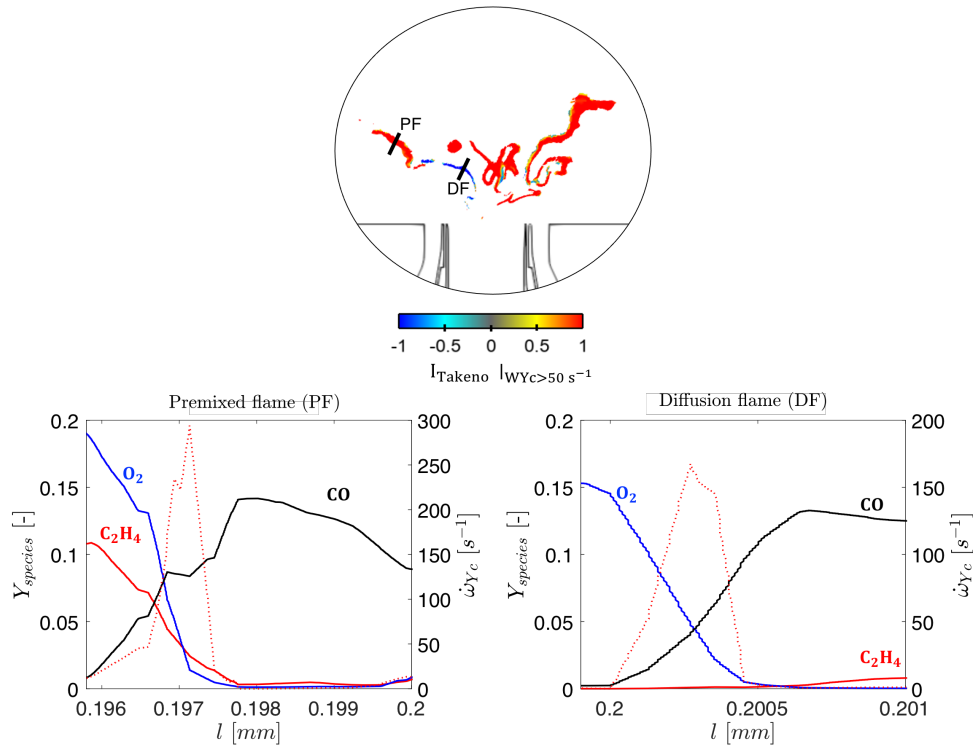 PF
DF
-1 -0.5 0 0.5 1
I_Takeno |_WYc>50 s⁻¹
Premixed flame (PF)
0.2
0.15
0.1
0.05
0
Y_species [-]
O₂
C₂H₄
CO
300
250
200
150
100
50
0
ω̇_Yc [s⁻¹]
0.196 0.197 0.198 0.199 0.2
l [mm]
Diffusion flame (DF)
0.2
0.15
0.1
0.05
0
Y_species [-]
O₂
CO
C₂H₄
200
150
100
50
0
ω̇_Yc [s⁻¹]
0.2 0.2005 0.201
l [mm]